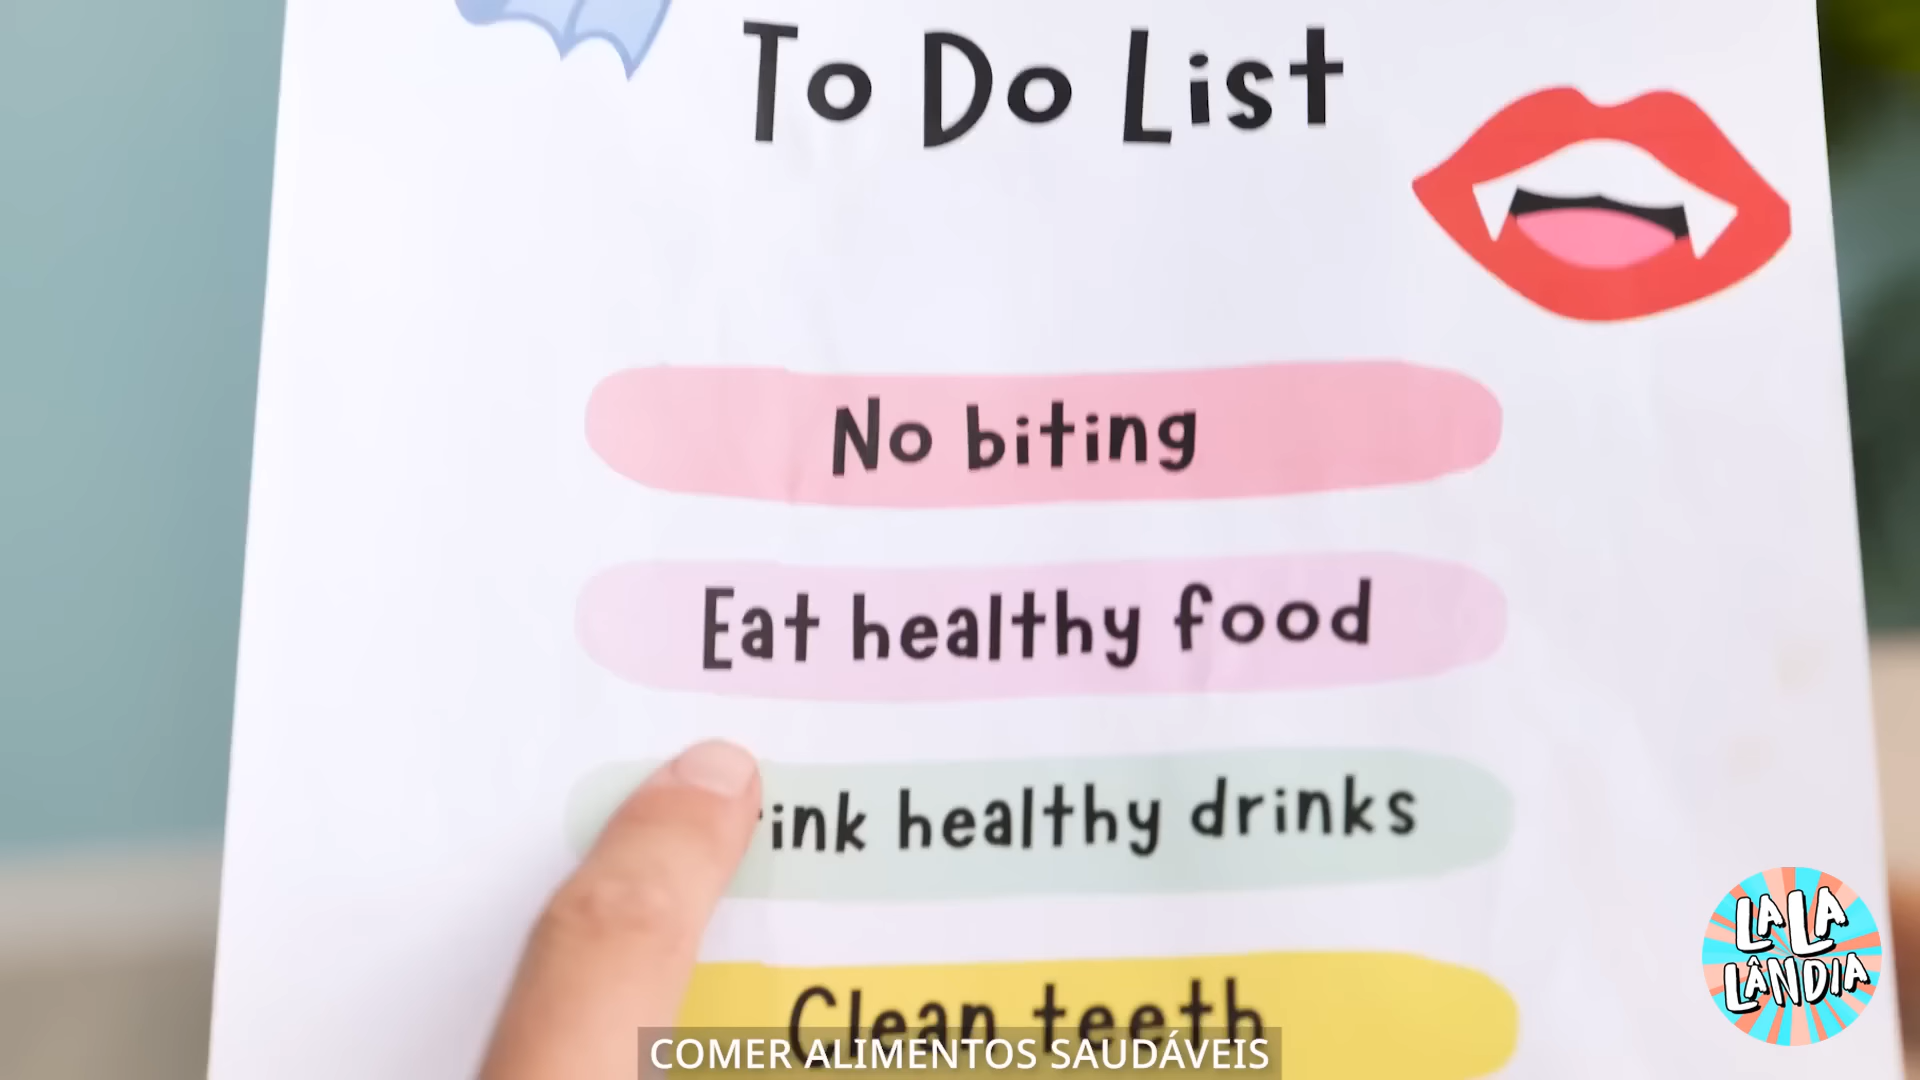 To Do List
No biting
Eat healthy food
ink healthy drinks
Clean teeth
COMER ALIMENTOS SAUDÁVEIS
LA LA
LÂNDIA